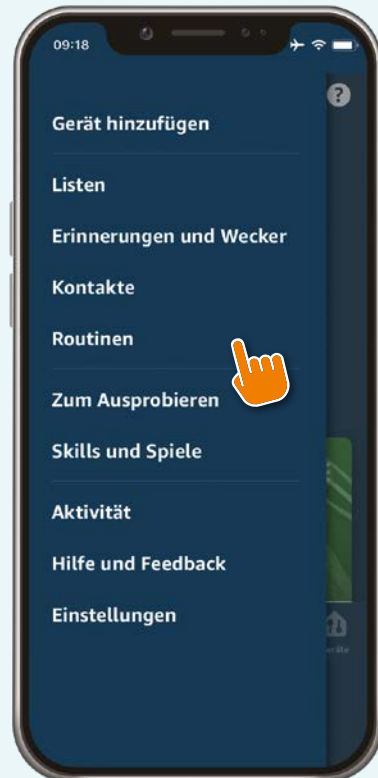 09:18
?
Gerät hinzufügen
Listen
Erinnerungen und Wecker
Kontakte
Routinen
Zum Ausprobieren
Skills und Spiele
Aktivität
Hilfe und Feedback
Einstellungen